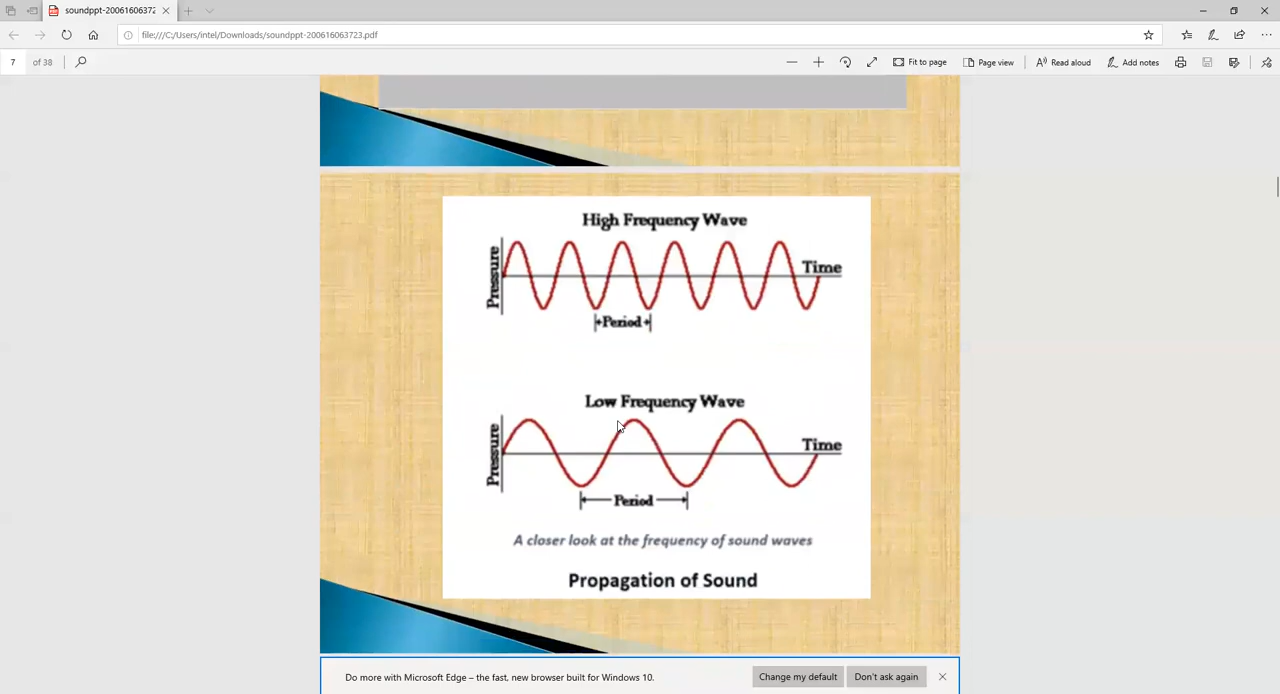 soundppt-2006160637​2
file:///C:/Users/intel/Downloads/soundppt-200616063723.pdf
7 of 38
Fit to page
Page view
Read aloud
Add notes
High Frequency Wave
Pressure
Time
Period
Low Frequency Wave
Pressure
Time
Period
A closer look at the frequency of sound waves
Propagation of Sound
Do more with Microsoft Edge – the fast, new browser built for Windows 10.
Change my default
Don't ask again